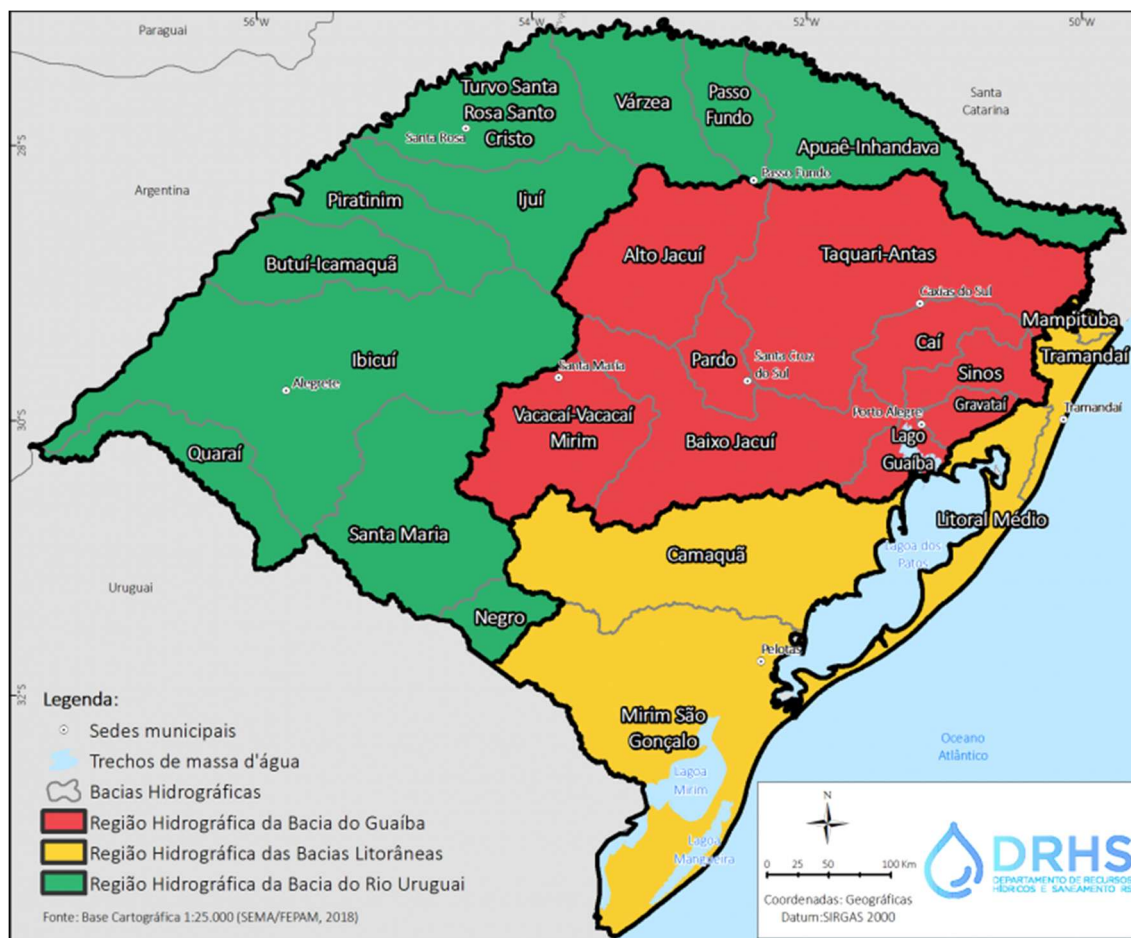 56°W
54°W
52°W
50°W
Paraguai
Turvo Santa
Rosa Santo
Cristo
Várzea
Passo
Fundo
Santa
Catarina
Santa Rosa
28°S
Apuaê-Inhandava
Argentina
Passo Fundo
Piratinim
Ijuí
Alto Jacuí
Taquari-Antas
Butuí-Icamaquã
Caxias do Sul
Mampituba
Ibicuí
Caí
Tramandaí
Pardo
Santa Maria
Santa Cruz
do Sul
Sinos
Alegrete
Gravataí
Vacacaí-Vacacaí
Mirim
Porto Alegre
Tramandaí
30°S
Baixo Jacuí
Lago
Guaíba
Quaraí
Santa Maria
Litoral Médio
Camaquã
Lagoa dos
Patos
Uruguai
Negro
Pelotas
32°S
Mirim São
Gonçalo
Oceano
Atlântico
Lagoa
Mirim
Lagoa
Mangueira
Legenda:
Sedes municipais
Trechos de massa d'água
Bacias Hidrográficas
Região Hidrográfica da Bacia do Guaíba
Região Hidrográfica das Bacias Litorâneas
Região Hidrográfica da Bacia do Rio Uruguai
Fonte: Base Cartográfica 1:25.000 (SEMA/FEPAM, 2018)
N
0 25 50 100 Km
Coordenadas: Geográficas
Datum:SIRGAS 2000
DRHS
DEPARTAMENTO DE RECURSOS
HÍDRICOS E SANEAMENTO RS